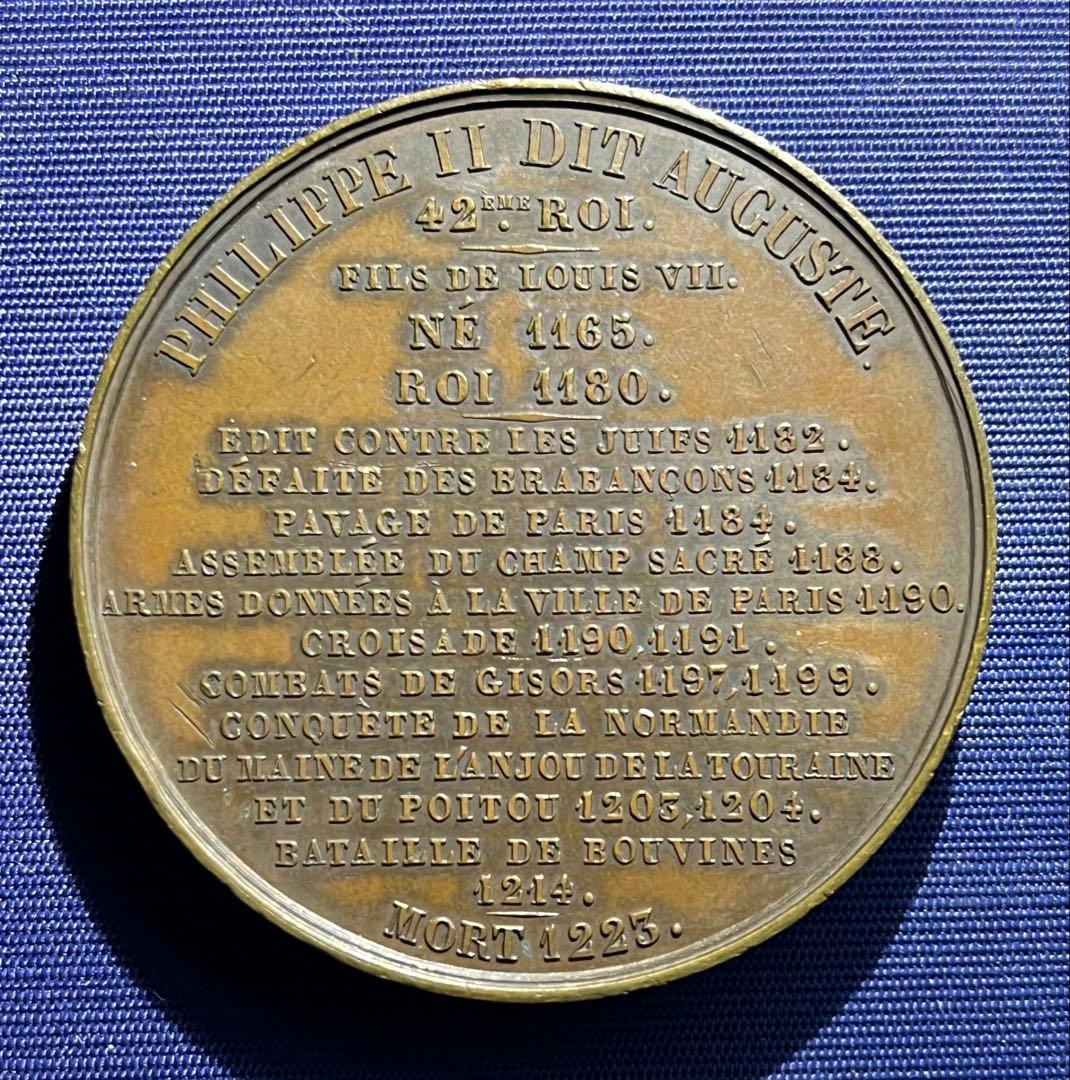 PHILIPPE II DIT AUGUSTE.
42ÈME. ROI.
FILS DE LOUIS VII.
NÉ 1165.
ROI 1180.
ÉDIT CONTRE LES JUIFS 1182.
DÉFAITE DES BRABANÇONS 1184.
PAVAGE DE PARIS 1184.
ASSEMBLÉE DU CHAMP SACRÉ 1188.
ARMES DONNÉES À LA VILLE DE PARIS 1190.
CROISADE 1190,1191.
COMBATS DE GISORS 1197,1199.
CONQUÈTE DE LA NORMANDIE
DU MAINE DE L'ANJOU DE LA TOURAINE
ET DU POITOU 1203,1204.
BATAILLE DE BOUVINES
1214.
MORT 1223.